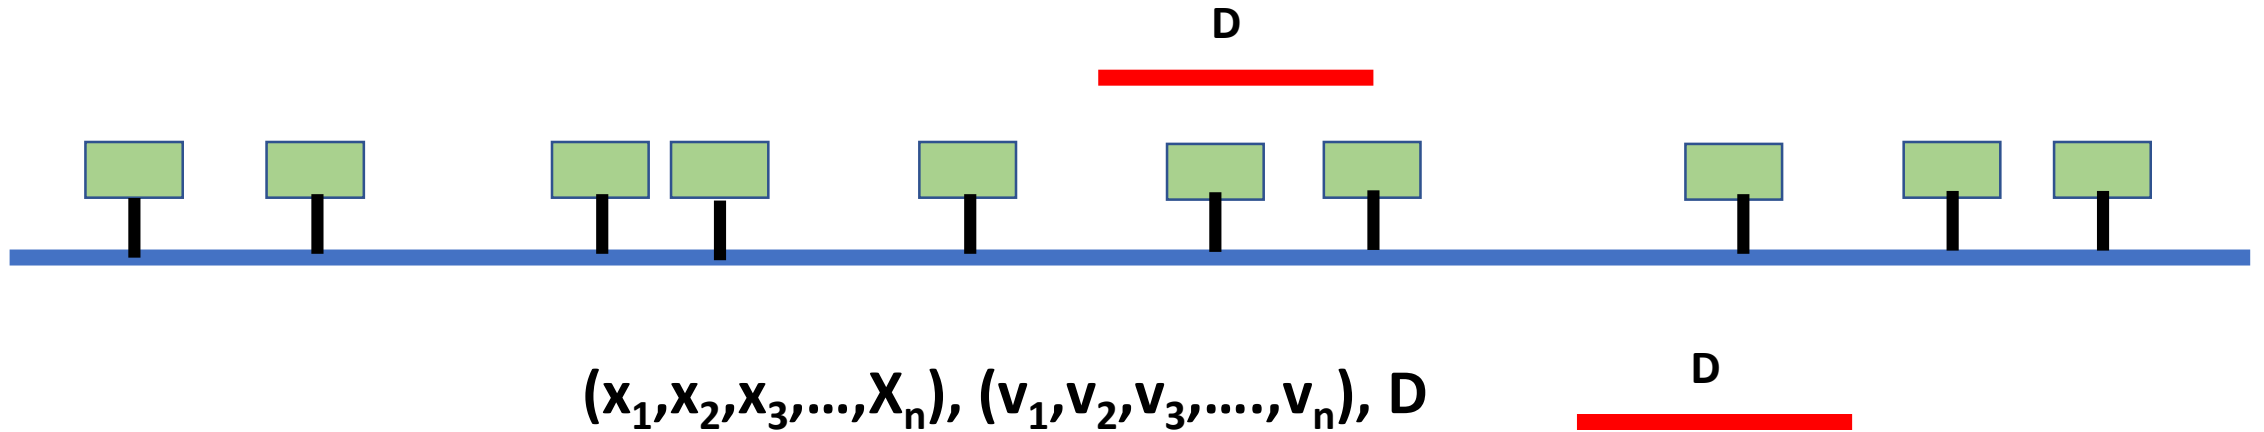 D
(x₁,x₂,x₃,...,Xₙ), (v₁,v₂,v₃,....,vₙ), D
D